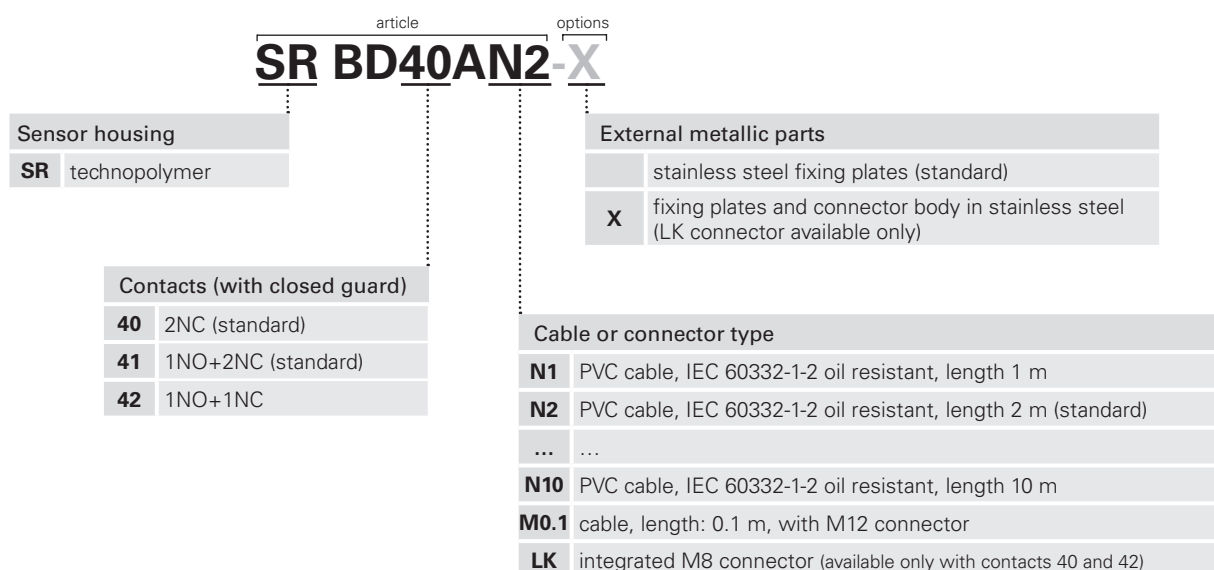 article options
SR BD40AN2-X
Sensor housing
SR technopolymer
External metallic parts
stainless steel fixing plates (standard)
X fixing plates and connector body in stainless steel
(LK connector available only)
Contacts (with closed guard)
40 2NC (standard)
41 1NO+2NC (standard)
42 1NO+1NC
Cable or connector type
N1 PVC cable, IEC 60332-1-2 oil resistant, length 1 m
N2 PVC cable, IEC 60332-1-2 oil resistant, length 2 m (standard)
... ...
N10 PVC cable, IEC 60332-1-2 oil resistant, length 10 m
M0.1 cable, length: 0.1 m, with M12 connector
LK integrated M8 connector (available only with contacts 40 and 42)